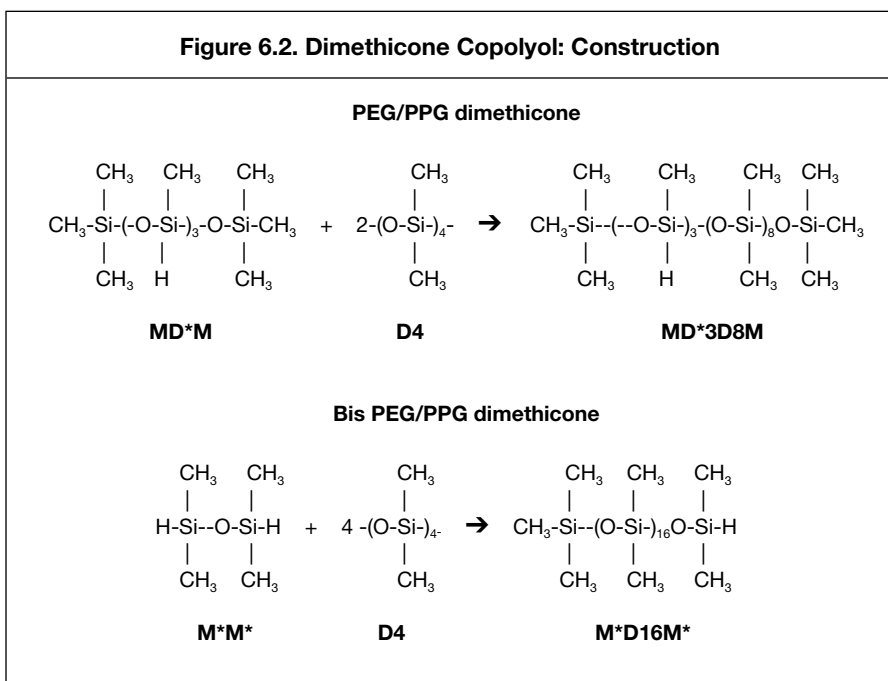 Figure 6.2. Dimethicone Copolyol: Construction
PEG/PPG dimethicone
CH₃ CH₃ CH₃ CH₃ CH₃ CH₃ CH₃ CH₃
| | | | | | | |
CH₃-Si-(-O-Si-)₃-O-Si-CH₃ + 2-(O-Si-)₄- ➔ CH₃-Si--(--O-Si-)₃-(O-Si-)₈O-Si-CH₃
| | | | | | | |
CH₃ H CH₃ CH₃ CH₃ H CH₃ CH₃
MD*M D4 MD*3D8M
Bis PEG/PPG dimethicone
CH₃ CH₃ CH₃ CH₃ CH₃ CH₃
| | | | | |
H-Si--O-Si-H + 4 -(O-Si-)₄- ➔ CH₃-Si--(O-Si-)₁₆O-Si-H
| | | | | |
CH₃ CH₃ CH₃ CH₃ CH₃ CH₃
M*M* D4 M*D16M*